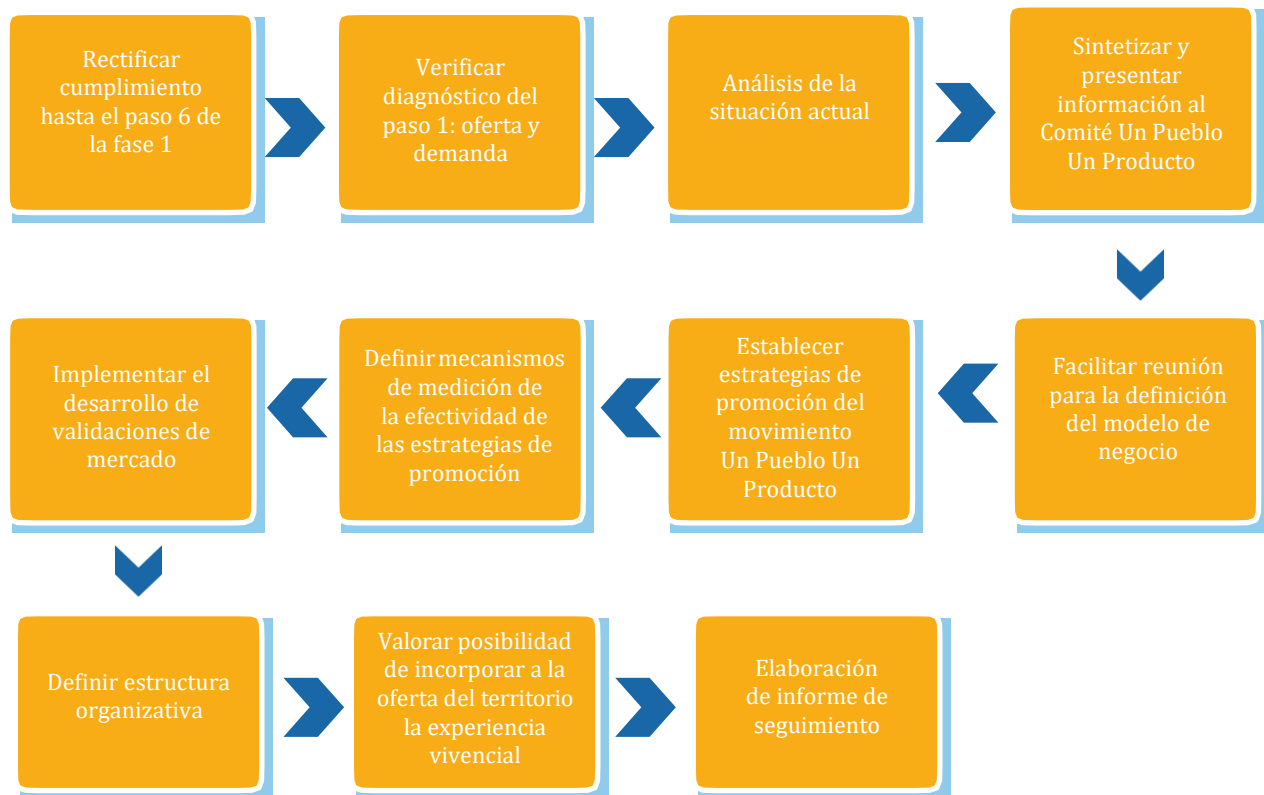 Rectificar
cumplimiento
hasta el paso 6 de
la fase 1
Verificar
diagnóstico del
paso 1: oferta y
demanda
Análisis de la
situación actual
Sintetizar y
presentar
información al
Comité Un Pueblo
Un Producto
Facilitar reunión
para la definición
del modelo de
negocio
Establecer
estrategias de
promoción del
movimiento
Un Pueblo Un
Producto
Definir mecanismos
de medición de
la efectividad de
las estrategias de
promoción
Implementar el
desarrollo de
validaciones de
mercado
Definir estructura
organizativa
Valorar posibilidad
de incorporar a la
oferta del territorio
la experiencia
vivencial
Elaboración
de informe de
seguimiento